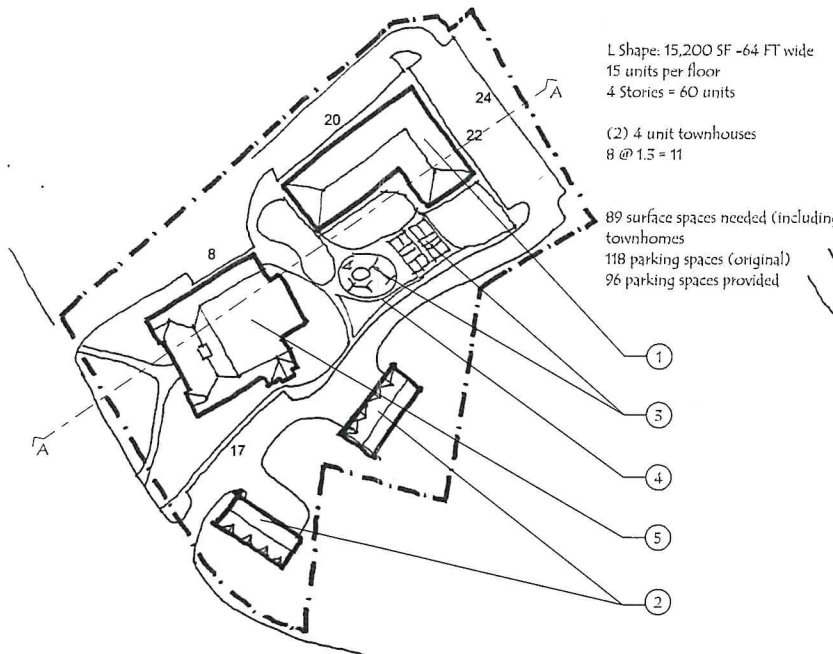 L Shape: 15,200 SF -64 FT wide
15 units per floor
4 Stories = 60 units
(2) 4 unit townhouses
8 @ 1.3 = 11
89 surface spaces needed (including
townhomes
118 parking spaces (original)
96 parking spaces provided
24
A
20
22
8
1
3
4
A
17
5
2